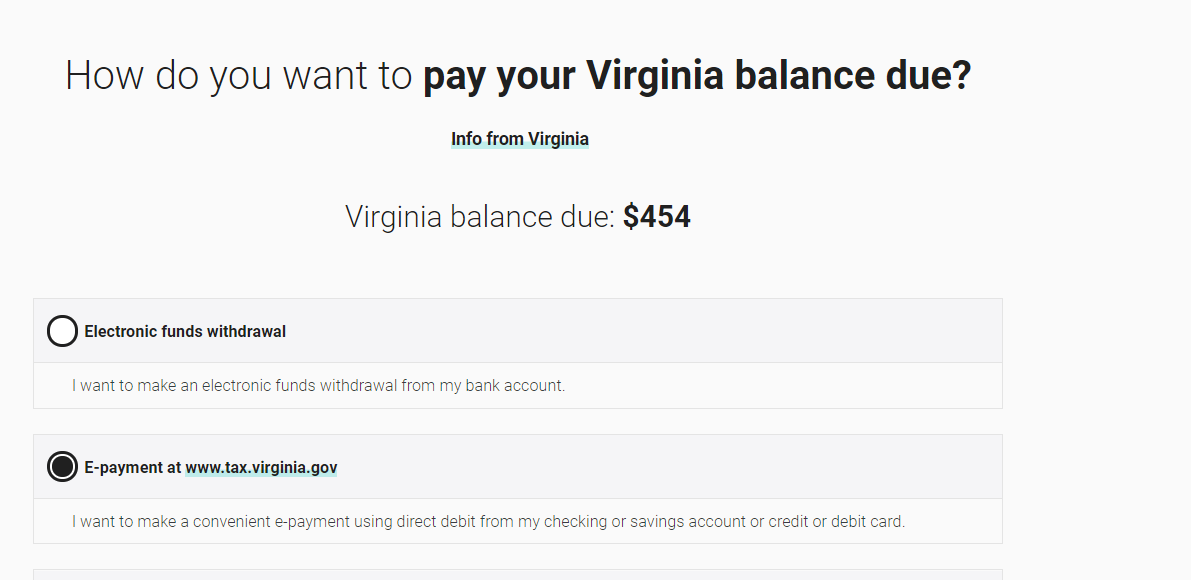 How do you want to pay your Virginia balance due?
Info from Virginia
Virginia balance due: $454
Electronic funds withdrawal
I want to make an electronic funds withdrawal from my bank account.
E-payment at www.tax.virginia.gov
I want to make a convenient e-payment using direct debit from my checking or savings account or credit or debit card.